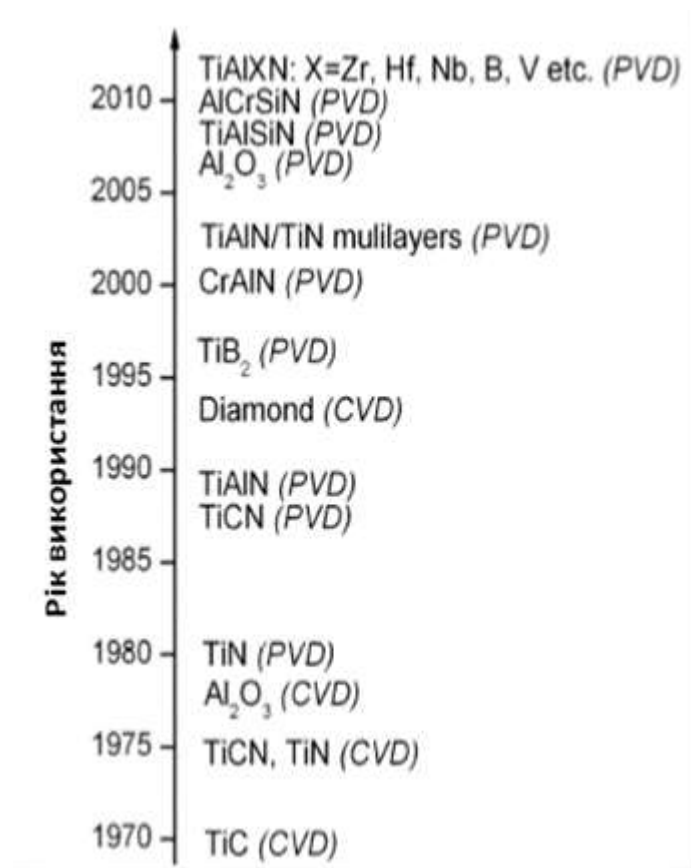 TiAlXN: X=Zr, Hf, Nb, B, V etc. (PVD)
2010
AlCrSiN (PVD)
TiAlSiN (PVD)
Al₂O₃ (PVD)
2005
TiAlN/TiN mulilayers (PVD)
2000
CrAlN (PVD)
TiB₂ (PVD)
1995
Diamond (CVD)
1990
TiAlN (PVD)
TiCN (PVD)
1985
1980
TiN (PVD)
Al₂O₃ (CVD)
1975
TiCN, TiN (CVD)
1970
TiC (CVD)
Рік використання